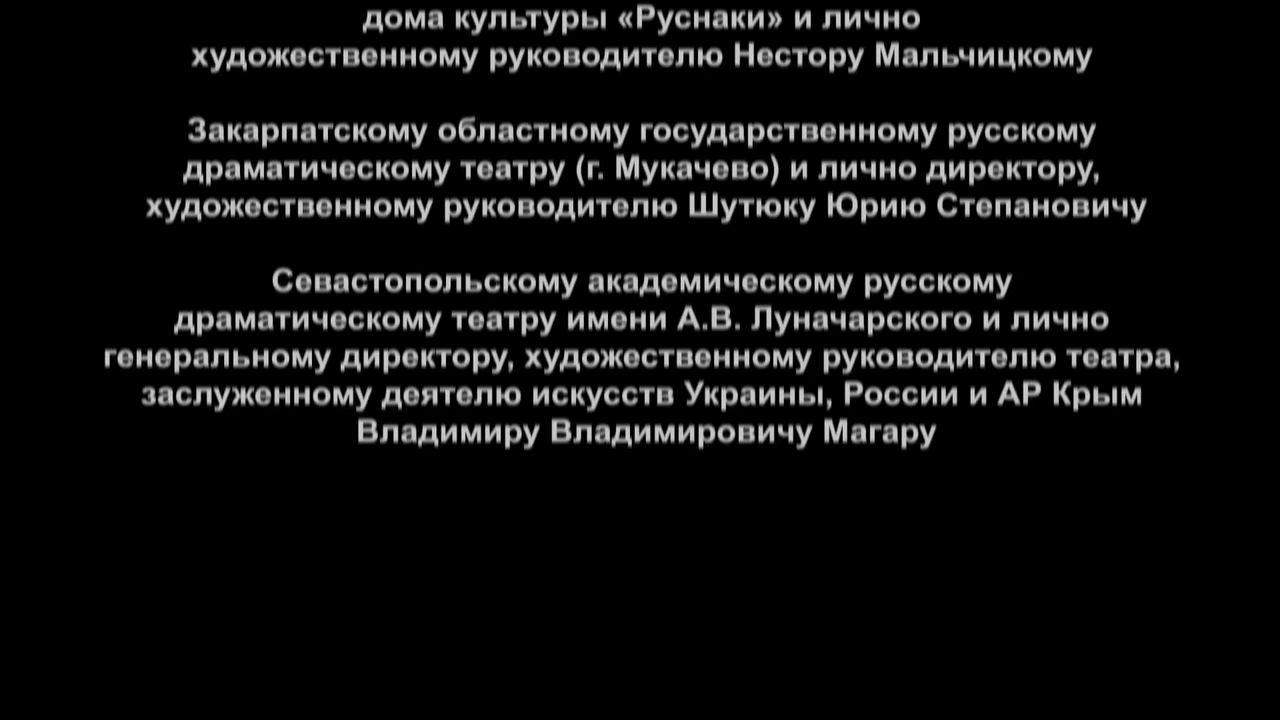 дома культуры «Руснаки» и лично
художественному руководителю Нестору Мальчицкому
Закарпатскому областному государственному русскому
драматическому театру (г. Мукачево) и лично директору,
художественному руководителю Шутюку Юрию Степановичу
Севастопольскому академическому русскому
драматическому театру имени А.В. Луначарского и лично
генеральному директору, художественному руководителю театра,
заслуженному деятелю искусств Украины, России и АР Крым
Владимиру Владимировичу Магару